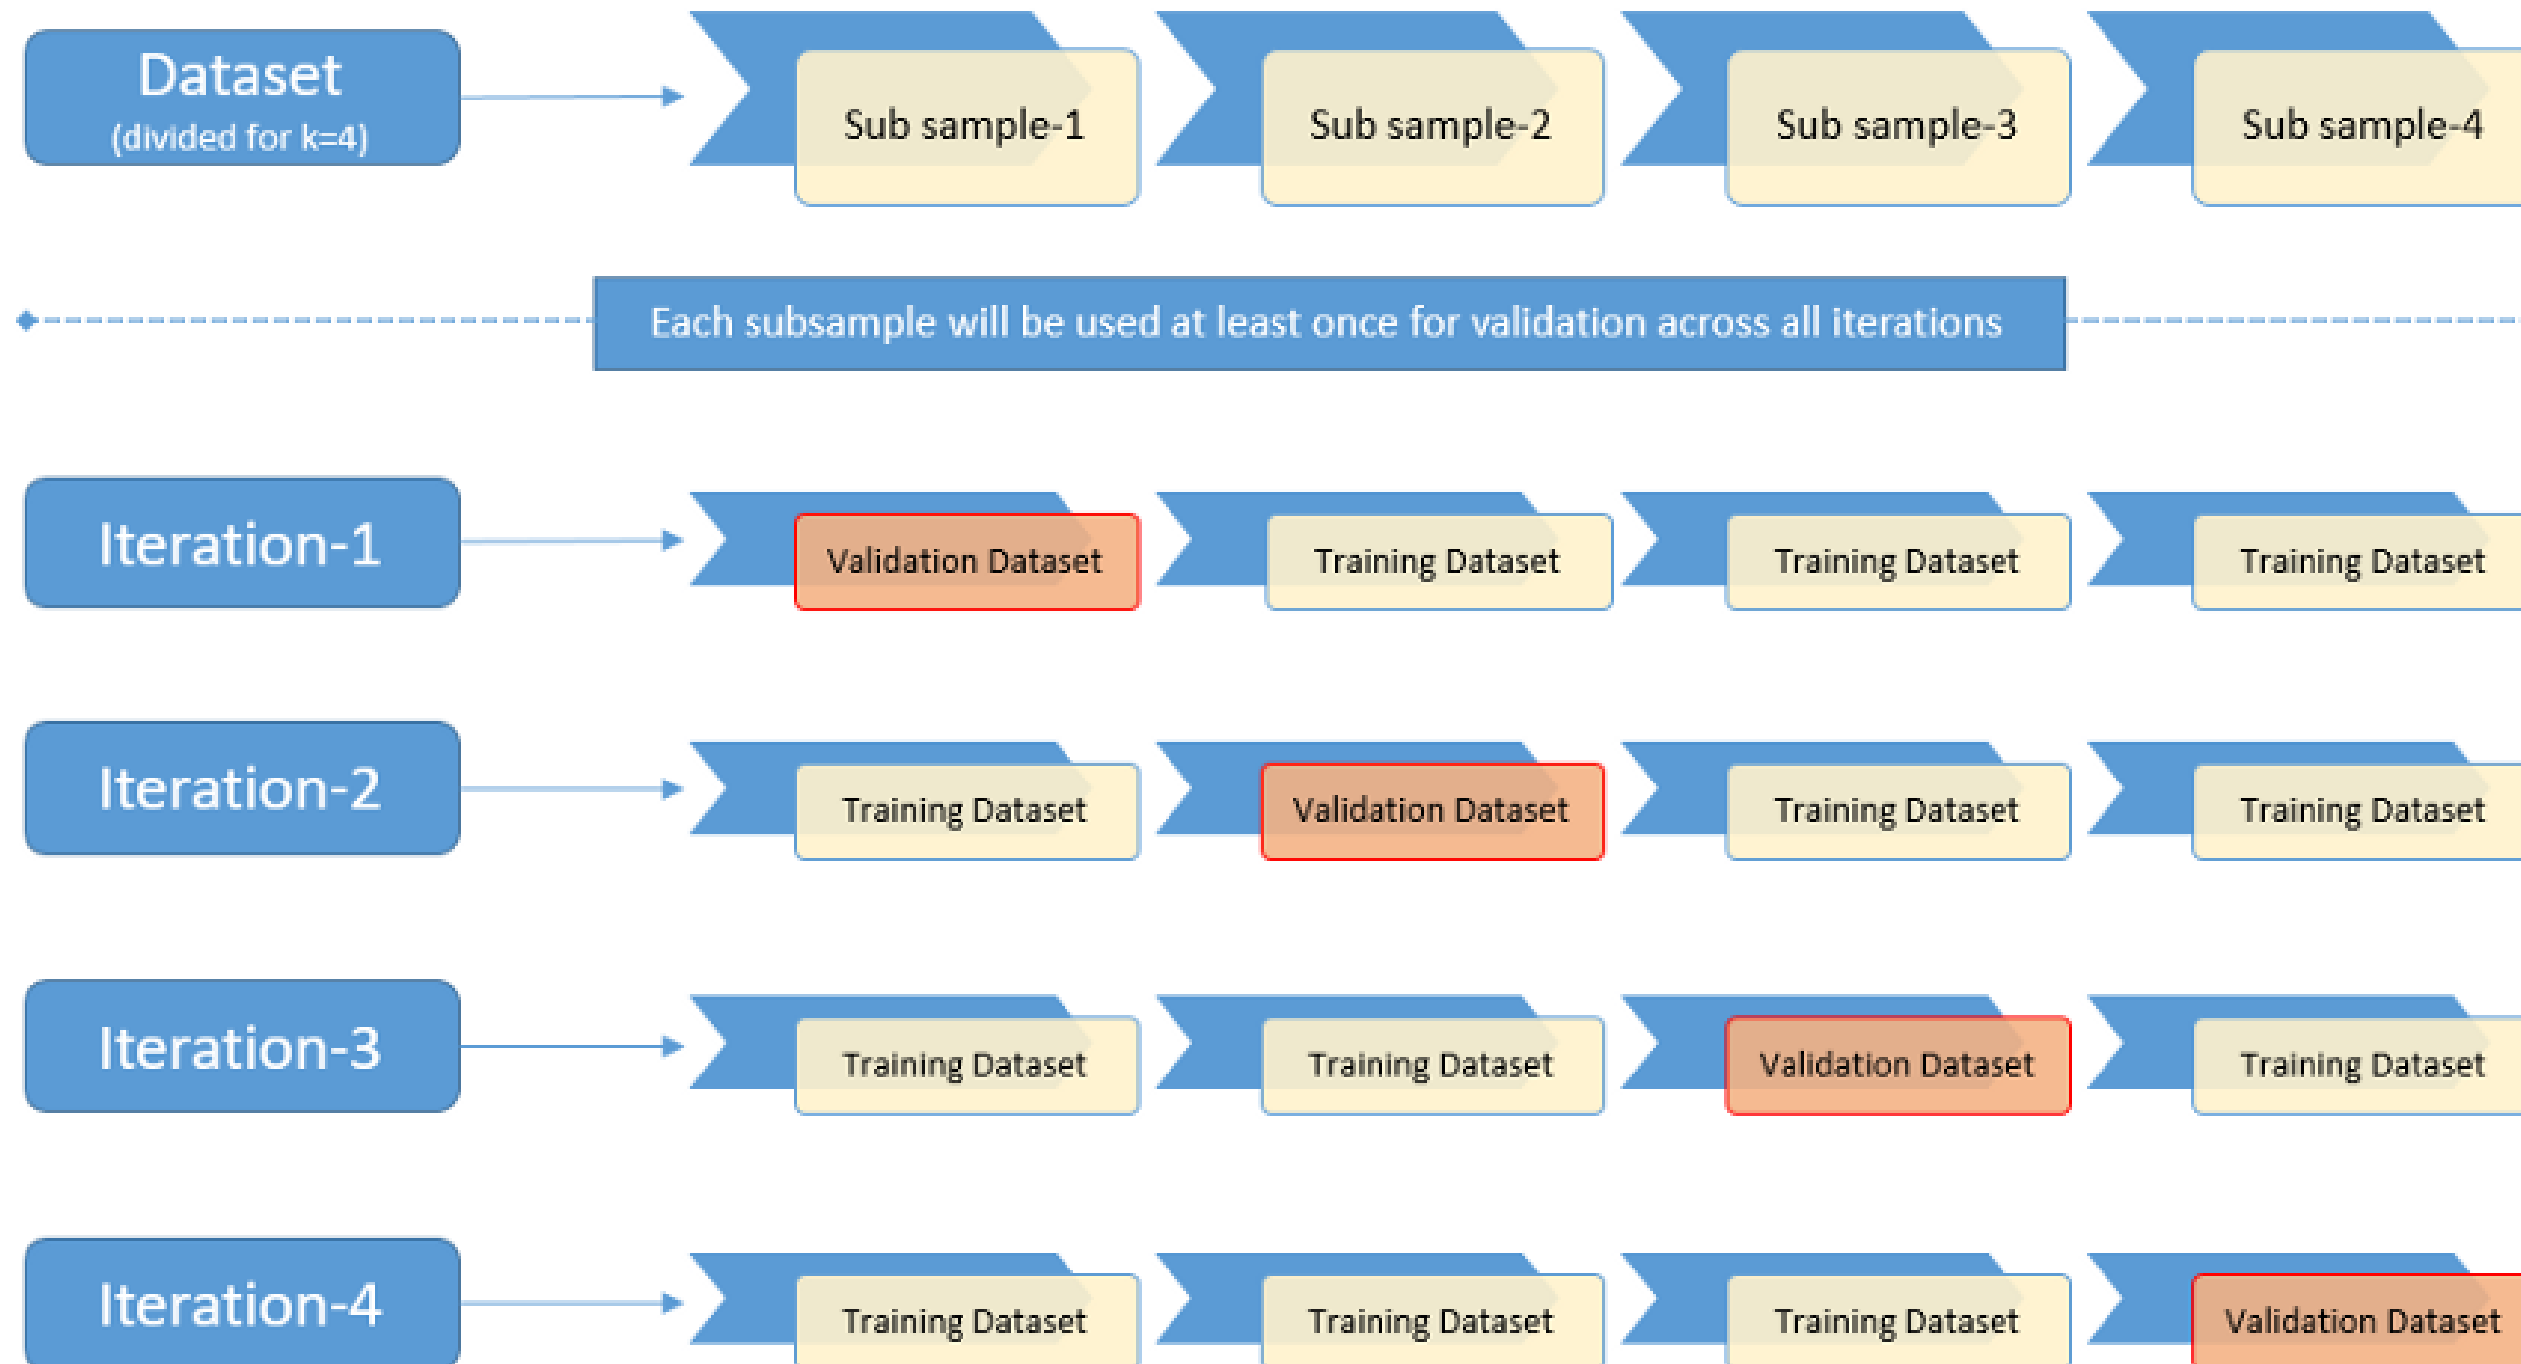 Dataset
(divided for k=4)
Sub sample-1
Sub sample-2
Sub sample-3
Sub sample-4
Each subsample will be used at least once for validation across all iterations
Iteration-1
Validation Dataset
Training Dataset
Training Dataset
Training Dataset
Iteration-2
Training Dataset
Validation Dataset
Training Dataset
Training Dataset
Iteration-3
Training Dataset
Training Dataset
Validation Dataset
Training Dataset
Iteration-4
Training Dataset
Training Dataset
Training Dataset
Validation Dataset